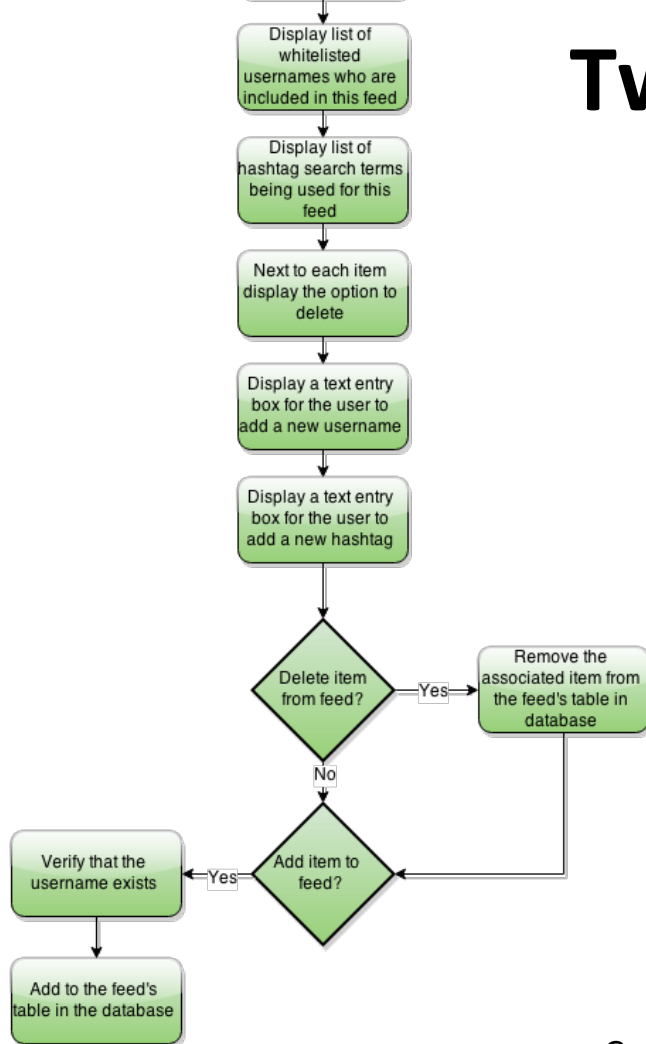 Display list of
whitelisted
usernames who are
included in this feed
Tw
Display list of
hashtag search terms
being used for this
feed
Next to each item
display the option to
delete
Display a text entry
box for the user to
add a new username
Display a text entry
box for the user to
add a new hashtag
Delete item
from feed?
Yes
Remove the
associated item from
the feed's table in
database
No
Add item to
feed?
Yes
Verify that the
username exists
Add to the feed's
table in the database